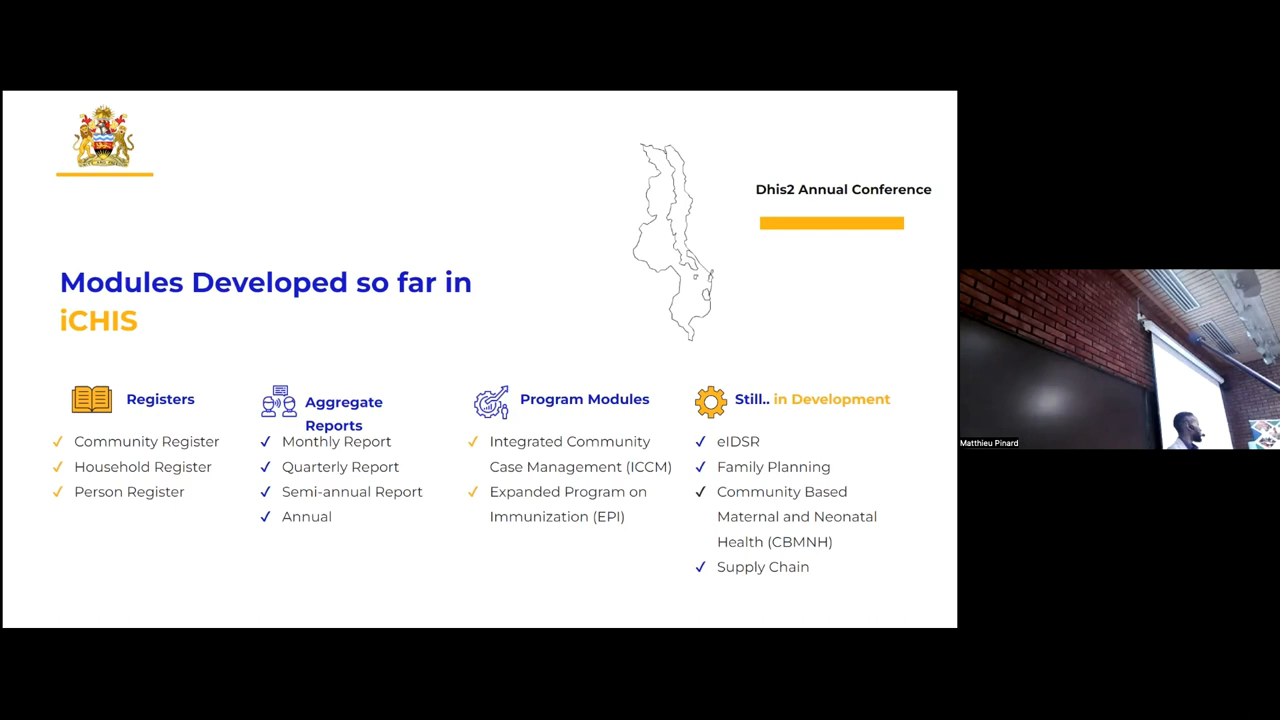 Dhis2 Annual Conference
Modules Developed so far in
iCHIS
Registers
Community Register
Household Register
Person Register
Aggregate
Reports
Monthly Report
Quarterly Report
Semi-annual Report
Annual
Program Modules
Integrated Community
Case Management (ICCM)
Expanded Program on
Immunization (EPI)
Still.. in Development
eIDSR
Family Planning
Community Based
Maternal and Neonatal
Health (CBMNH)
Supply Chain
Matthieu Pinard